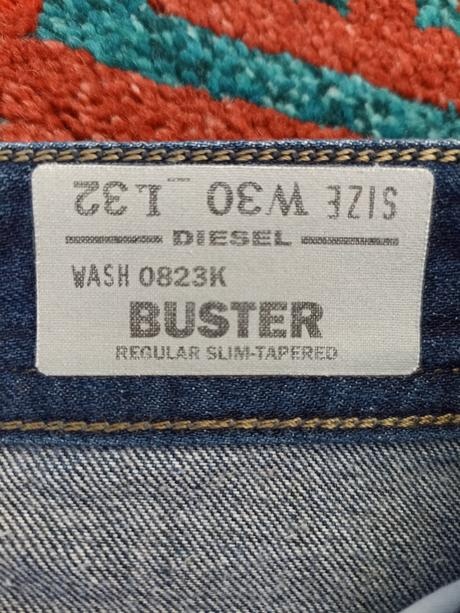 SIZE W30 L32
DIESEL
WASH 0823K
BUSTER
REGULAR SLIM-TAPERED